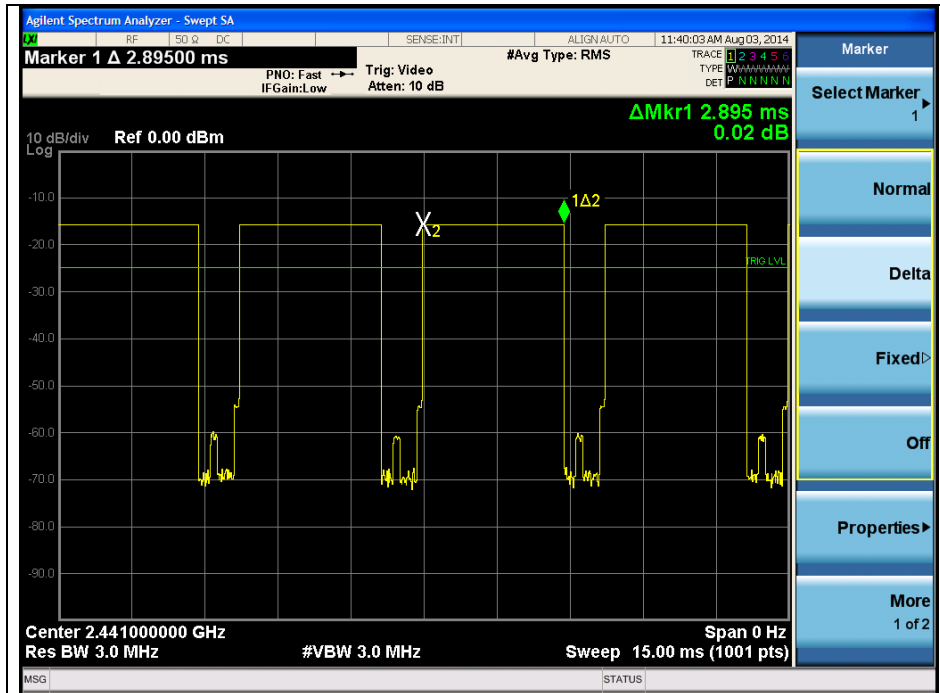 Agilent Spectrum Analyzer - Swept SA
LXI RF 50 Ω DC SENSE:INT ALIGN AUTO 11:40:03 AM Aug 03, 2014
Marker 1 Δ 2.89500 ms
PNO: Fast
IFGain:Low
Trig: Video
Atten: 10 dB
#Avg Type: RMS
TRACE 1 2 3 4 5 6
TYPE WWWWWW
DET P N N N N N
ΔMkr1 2.895 ms
0.02 dB
10 dB/div Ref 0.00 dBm
Log
-10.0
-20.0
-30.0
-40.0
-50.0
-60.0
-70.0
-80.0
-90.0
X2
1Δ2
TRIG LVL
Center 2.441000000 GHz
Span 0 Hz
Res BW 3.0 MHz
#VBW 3.0 MHz
Sweep 15.00 ms (1001 pts)
MSG
STATUS
Marker
Select Marker
1
Normal
Delta
Fixed
Off
Properties
More
1 of 2